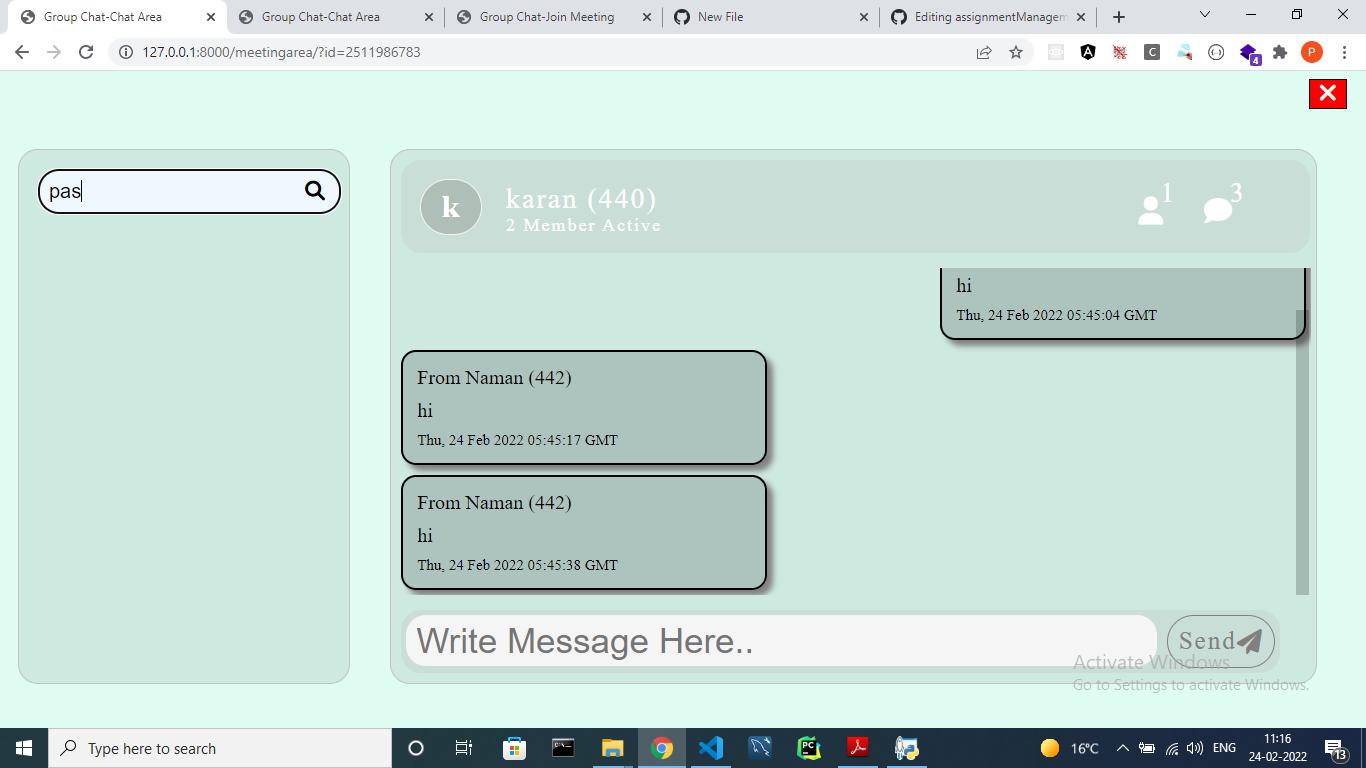 Group Chat-Chat Area
Group Chat-Chat Area
Group Chat-Join Meeting
New File
Editing assignmentManagem
127.0.0.1:8000/meetingarea/?id=2511986783
A
C
4
P
pas
k
karan (440)
2 Member Active
1
3
hi
Thu, 24 Feb 2022 05:45:04 GMT
From Naman (442)
hi
Thu, 24 Feb 2022 05:45:17 GMT
From Naman (442)
hi
Thu, 24 Feb 2022 05:45:38 GMT
Write Message Here..
Send
Activate Windows
Go to Settings to activate Windows.
Type here to search
PC
16°C
ENG
11:16
24-02-2022
13